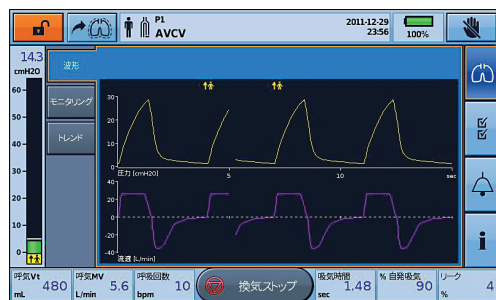 P1
AVCV
2011-12-29
23:56
100%
14.3
cmH2O
60
50
40
30
20
10
0
波形
モニタリング
トレンド
30
20
10
0
圧力 [cmH20]
5
10
sec
40
20
0
-20
-40
流速 [L/min]
呼気Vt
480
mL
呼気MV
5.6
L/min
呼吸回数
10
bpm
換気ストップ
吸気時間
1.48
sec
% 自発吸気
90
%
リーク
4
%
i